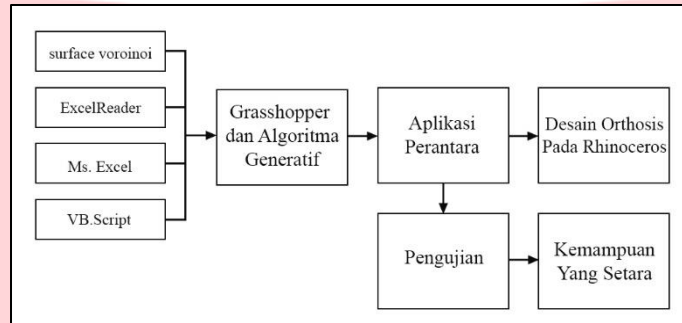 surface voroinoi
ExcelReader
Ms. Excel
VB.Script
Grasshopper
dan Algoritma
Generatif
Aplikasi
Perantara
Desain Orthosis
Pada Rhinoceros
Pengujian
Kemampuan
Yang Setara